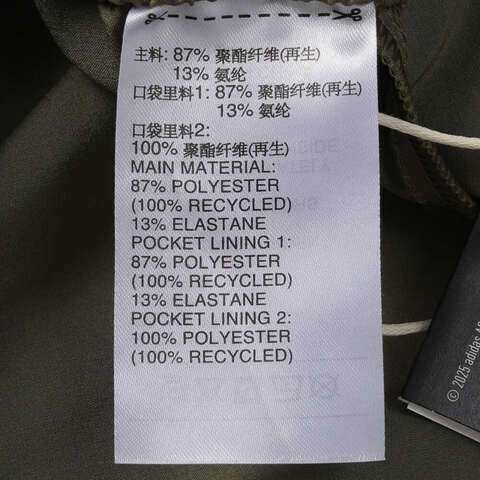 主料: 87% 聚酯纤维(再生)
13% 氨纶
口袋里料1: 87% 聚酯纤维(再生)
13% 氨纶
口袋里料2:
100% 聚酯纤维(再生)
MAIN MATERIAL:
87% POLYESTER
(100% RECYCLED)
13% ELASTANE
POCKET LINING 1:
87% POLYESTER
(100% RECYCLED)
13% ELASTANE
POCKET LINING 2:
100% POLYESTER
(100% RECYCLED)
© 2025 adidas